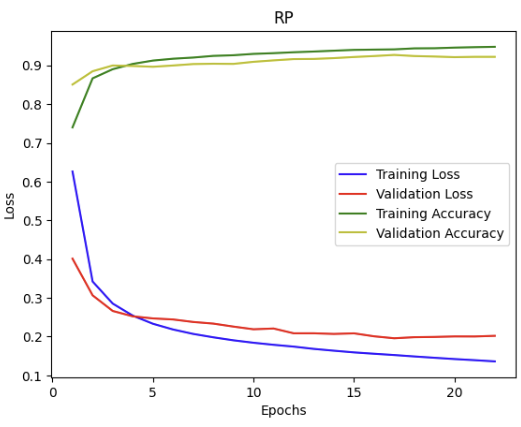 RP
0.9
0.8
0.7
0.6
0.5
0.4
0.3
0.2
0.1
Loss
Training Loss
Validation Loss
Training Accuracy
Validation Accuracy
0 5 10 15 20
Epochs